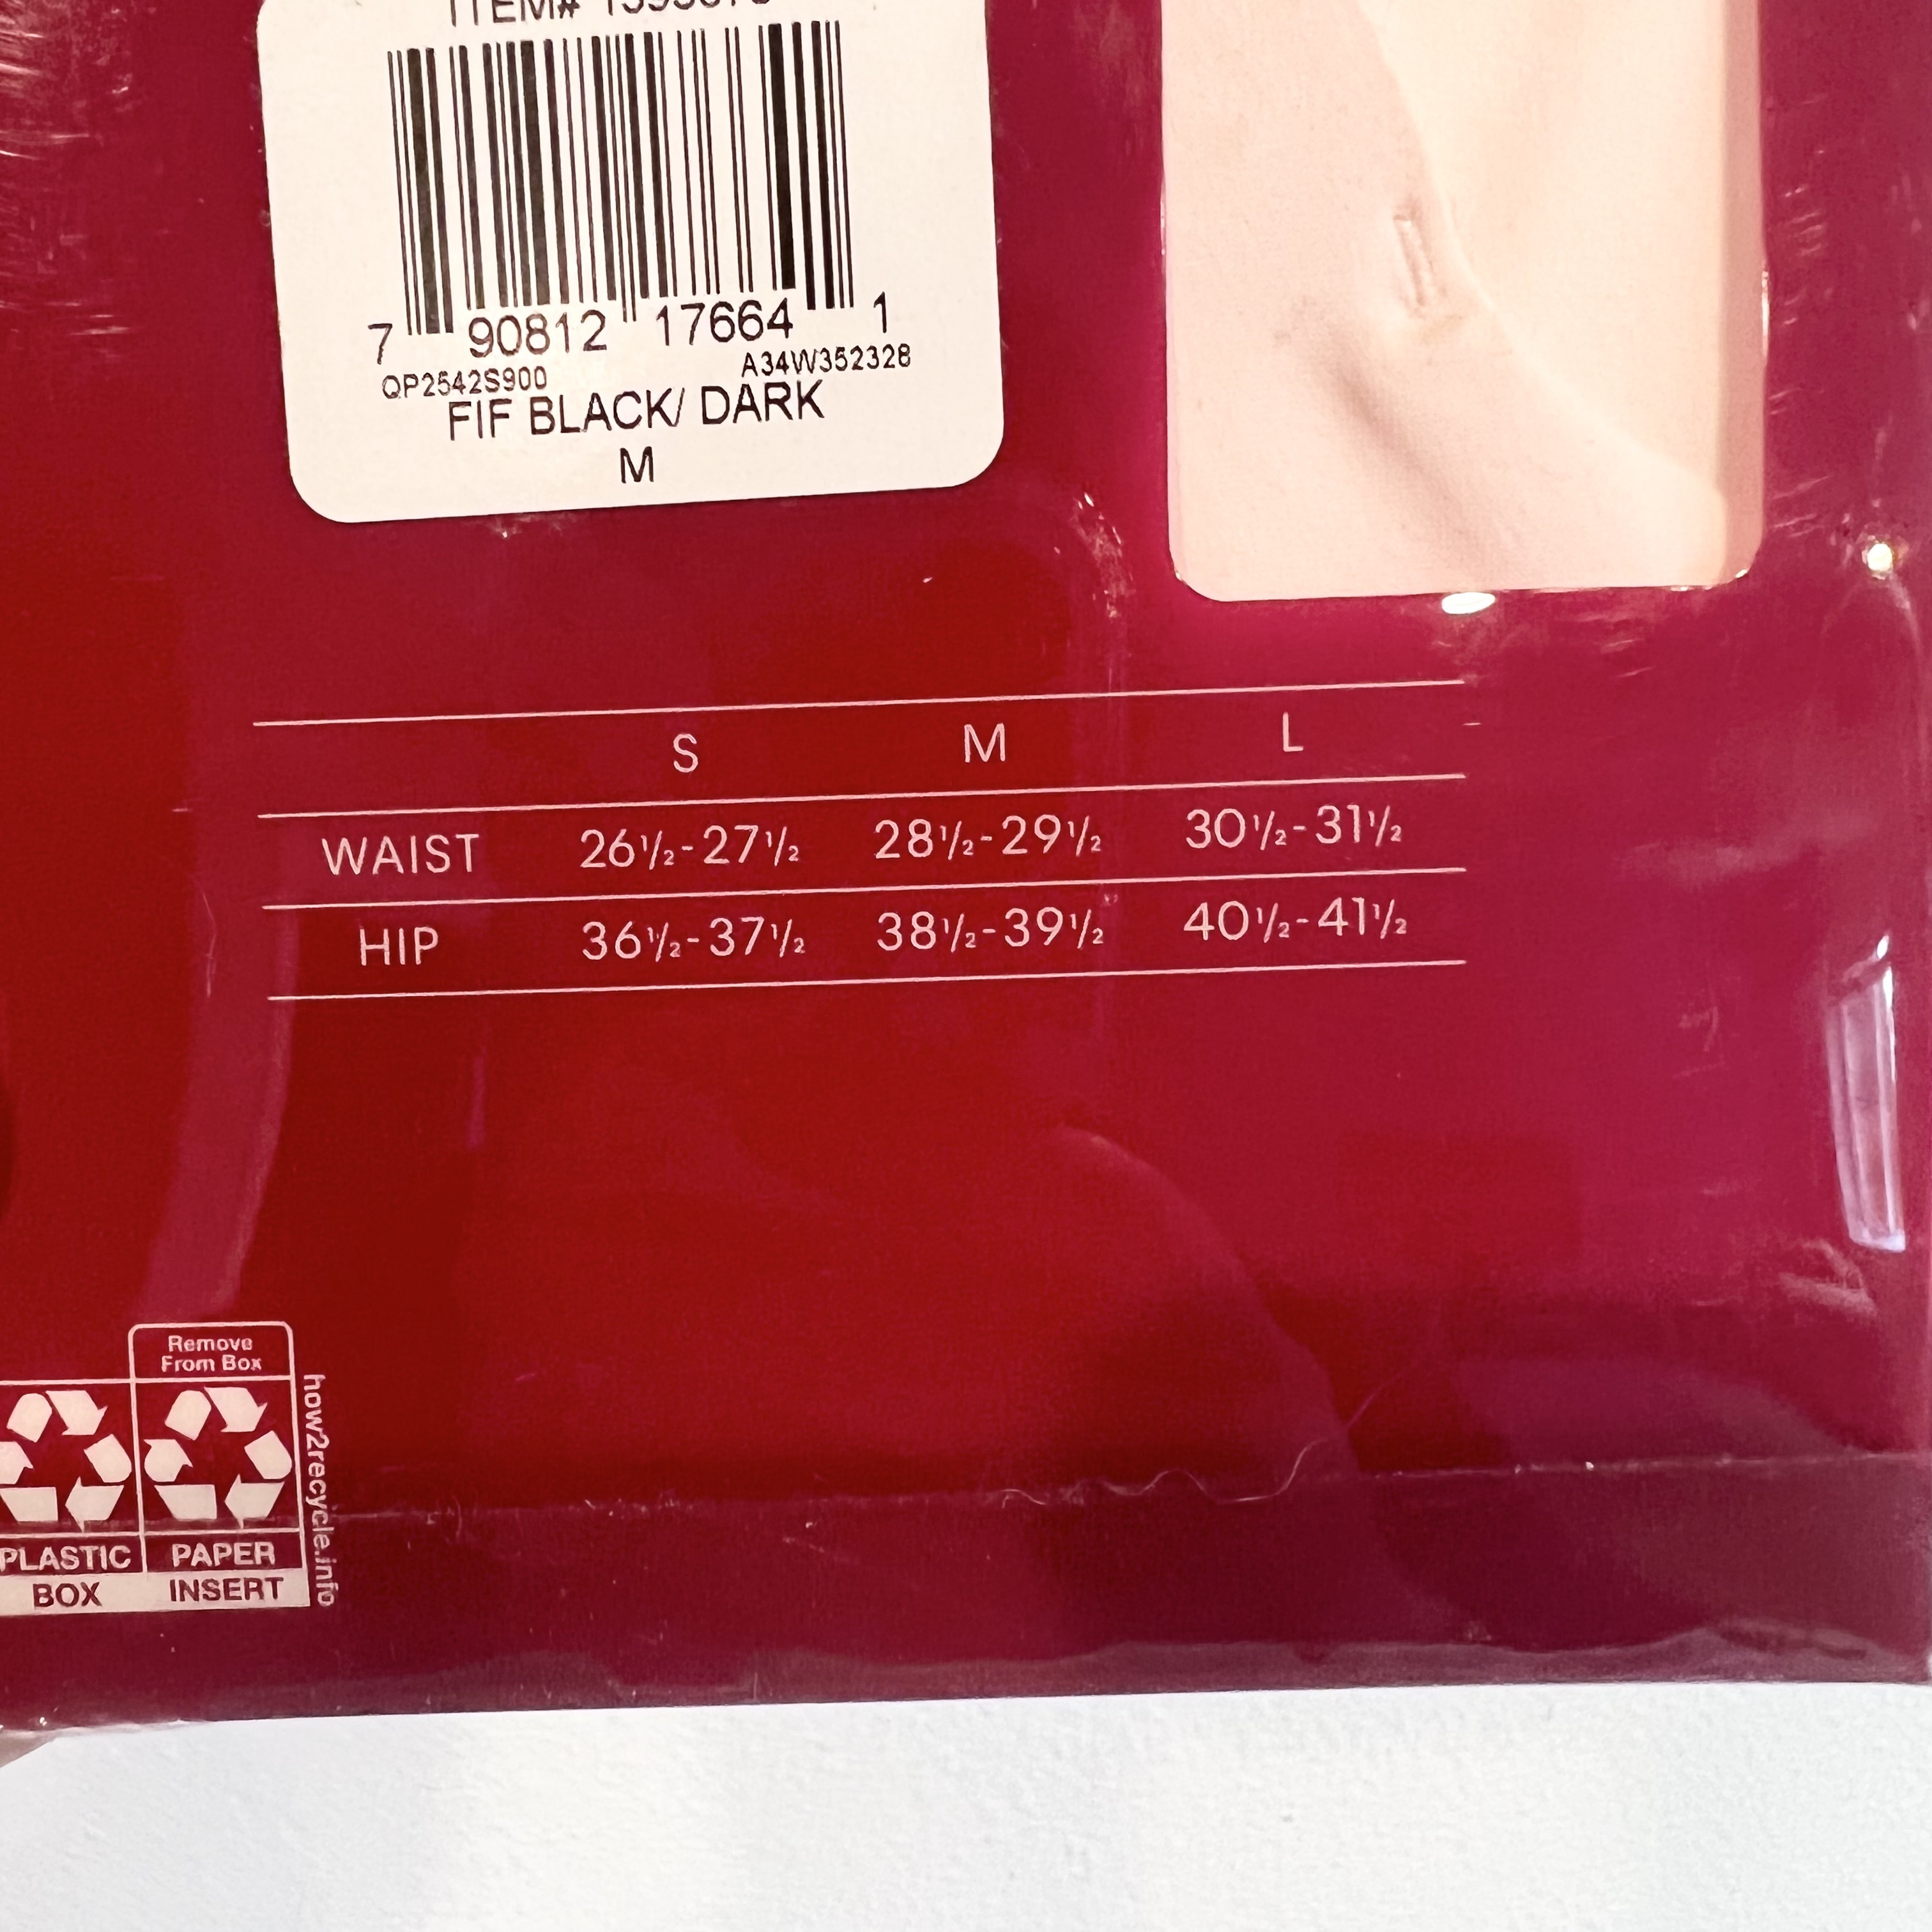 ITEM#
7 90812 17664 1
QP2542S900 A34W352328
FIF BLACK/ DARK
M
S M L
WAIST 26½-27½ 28½-29½ 30½-31½
HIP 36½-37½ 38½-39½ 40½-41½
Remove
From Box
PLASTIC PAPER
BOX INSERT
how2recycle.info